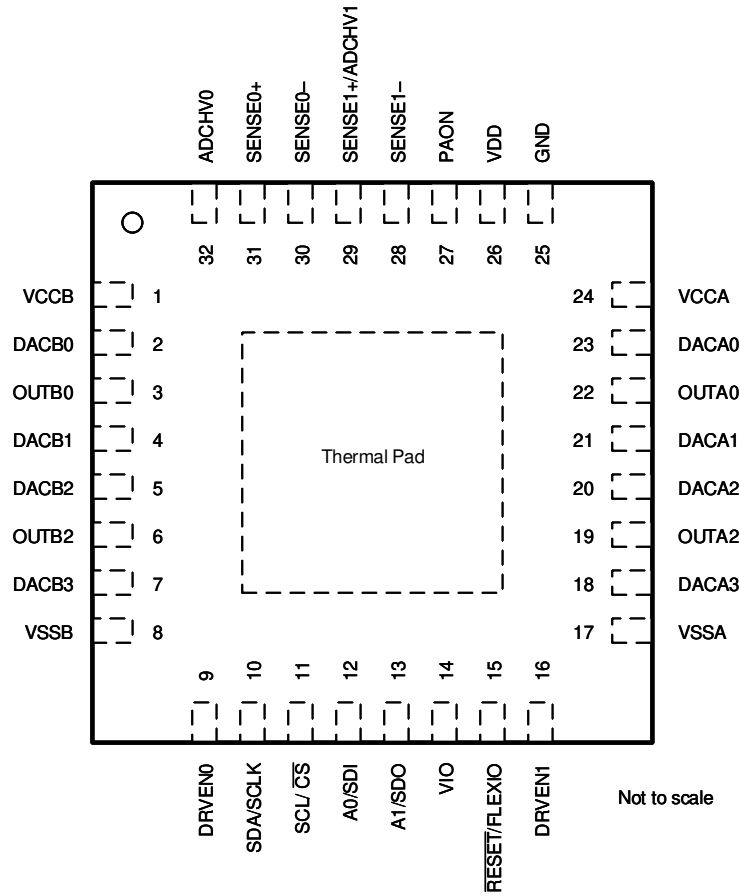 ADCHV0
SENSE0+
SENSE0–
SENSE1+/ADCHV1
SENSE1–
PAON
VDD
GND
32
31
30
29
28
27
26
25
VCCB 1
24 VCCA
DACB0 2
23 DACA0
OUTB0 3
22 OUTA0
DACB1 4
21 DACA1
Thermal Pad
DACB2 5
20 DACA2
OUTB2 6
19 OUTA2
DACB3 7
18 DACA3
VSSB 8
17 VSSA
9
10
11
12
13
14
15
16
DRVEN0
SDA/SCLK
SCL/C̅S̅
A0/SDI
A1/SDO
VIO
R̅E̅S̅E̅T̅/FLEXIO
DRVEN1
Not to scale